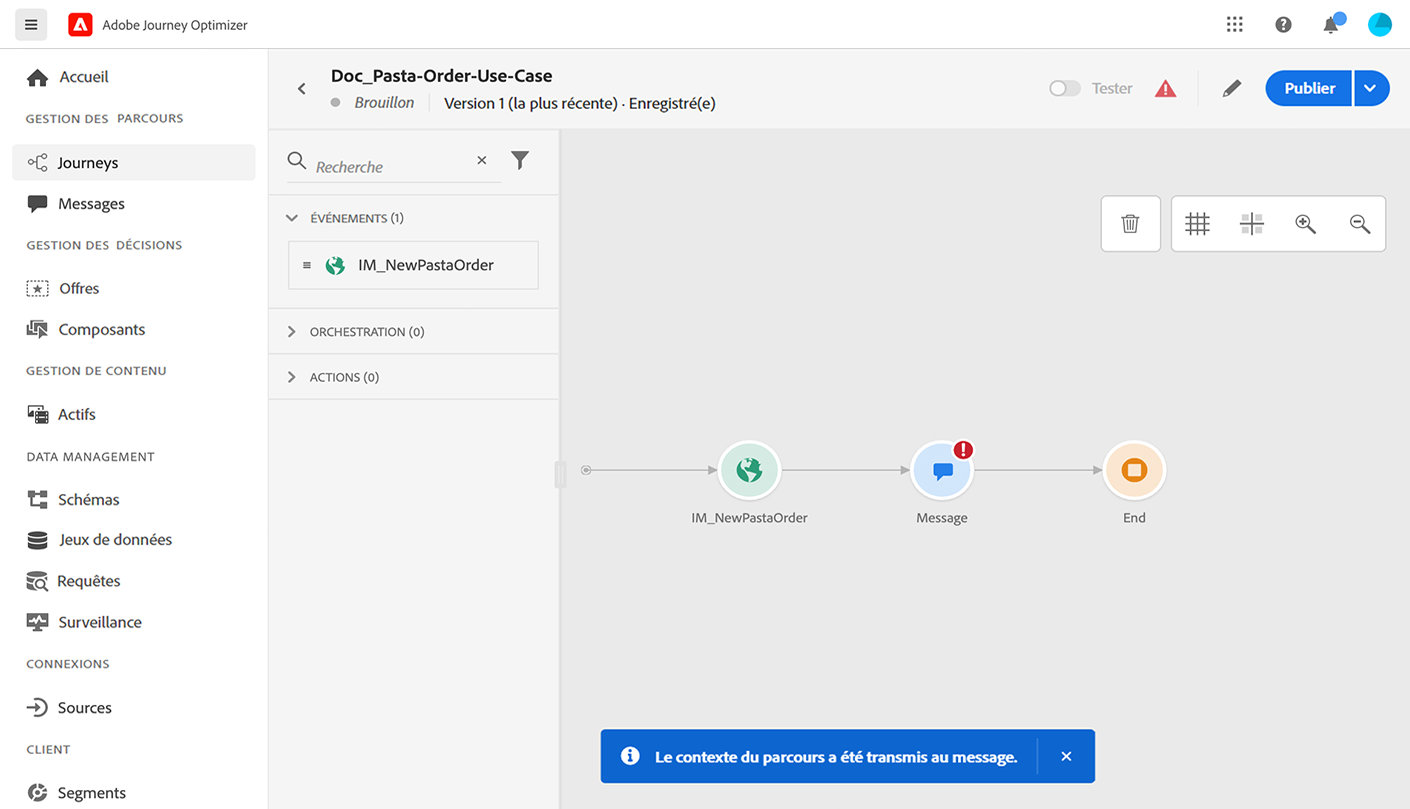 Adobe Journey Optimizer
Accueil
GESTION DES PARCOURS
Journeys
Messages
GESTION DES DÉCISIONS
Offres
Composants
GESTION DE CONTENU
Actifs
DATA MANAGEMENT
Schémas
Jeux de données
Requêtes
Surveillance
CONNEXIONS
Sources
CLIENT
Segments
Doc_Pasta-Order-Use-Case
Brouillon
Version 1 (la plus récente) · Enregistré(e)
Tester
Publier
Recherche
ÉVÉNEMENTS (1)
IM_NewPastaOrder
ORCHESTRATION (0)
ACTIONS (0)
IM_NewPastaOrder
Message
End
Le contexte du parcours a été transmis au message.